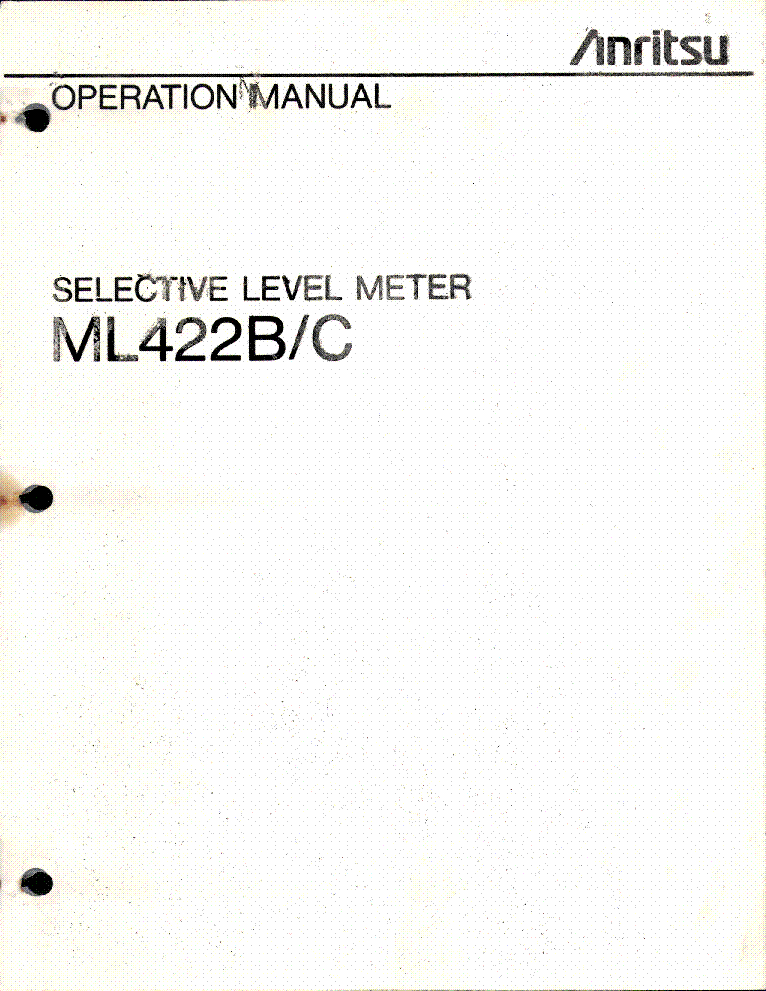 Anritsu
OPERATION MANUAL
SELECTIVE LEVEL METER
ML422B/C